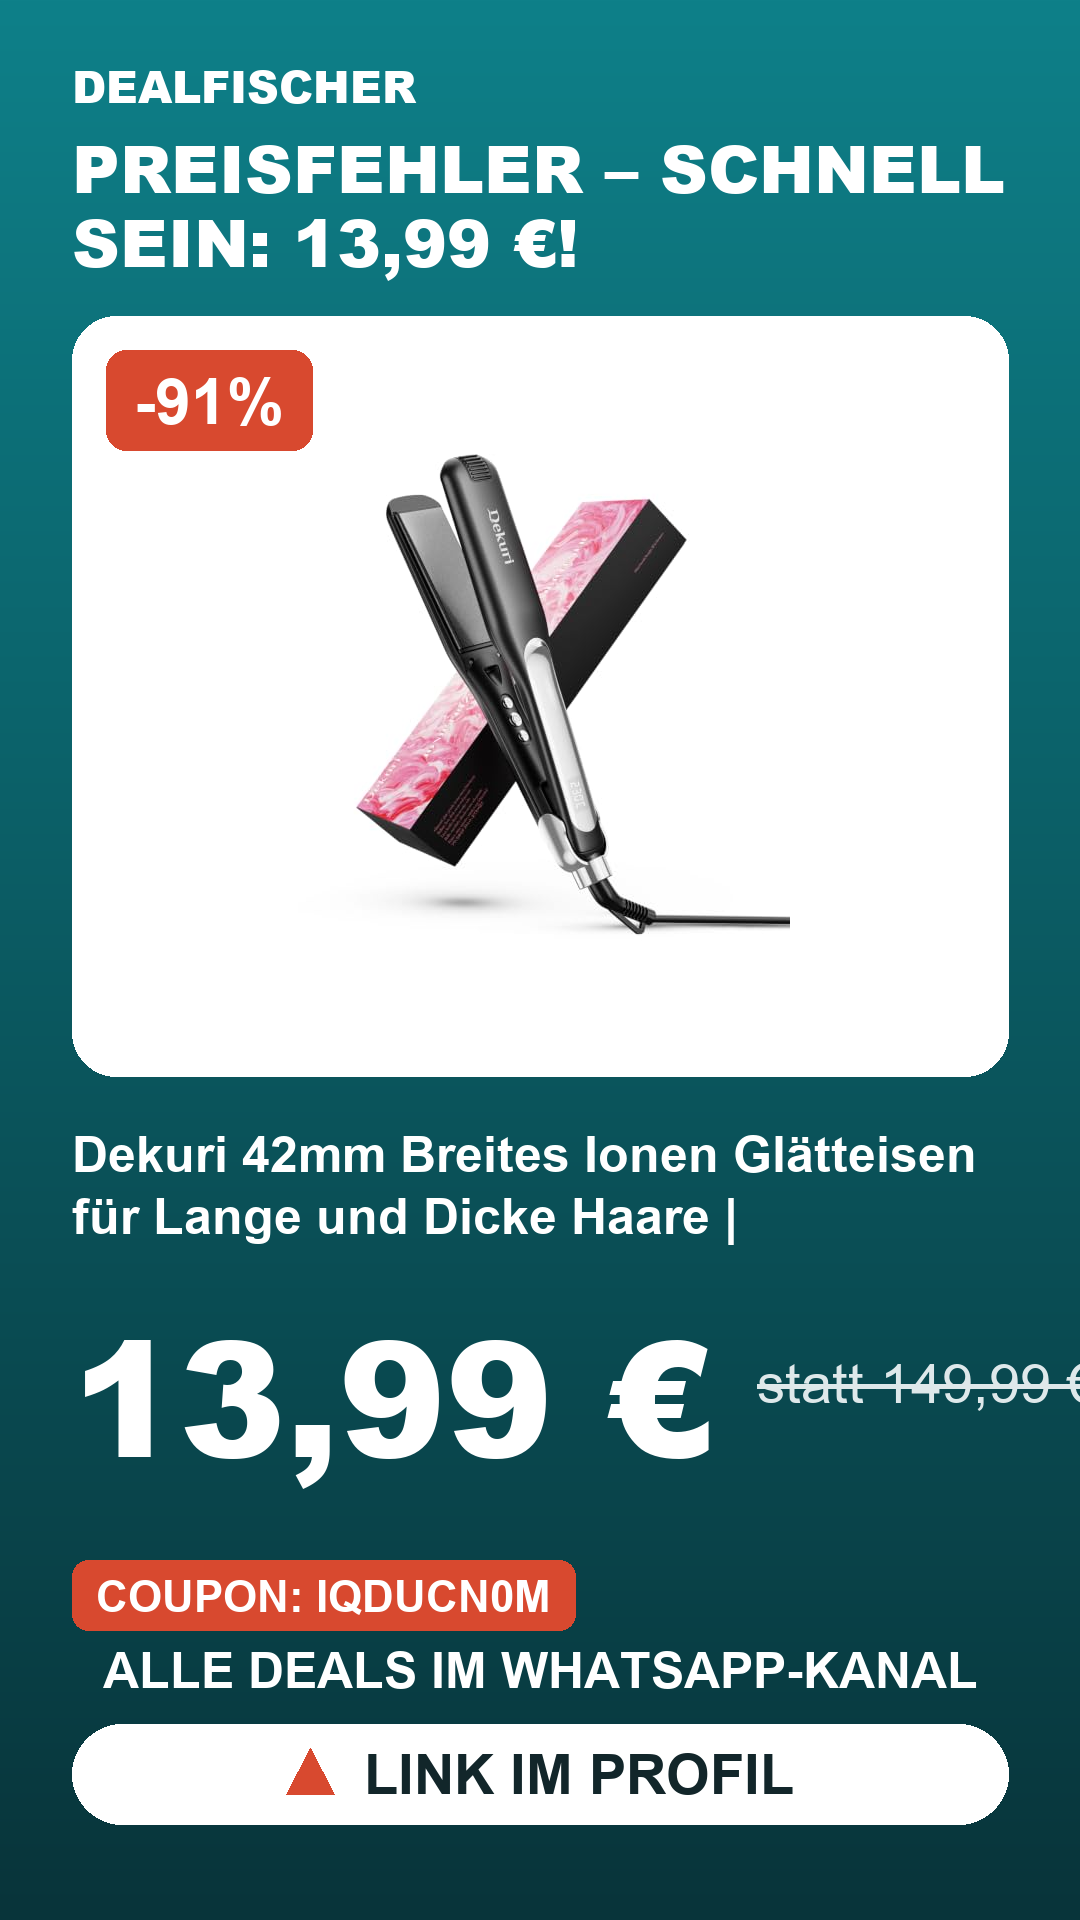 DEALFISCHER
PREISFEHLER – SCHNELL
SEIN: 13,99 €!
-91%
Dekuri
Dekuri 42mm Breites Ionen Glätteisen
für Lange und Dicke Haare |
13,99 €
statt 149,99 €
COUPON: IQDUCN0M
ALLE DEALS IM WHATSAPP-KANAL
LINK IM PROFIL